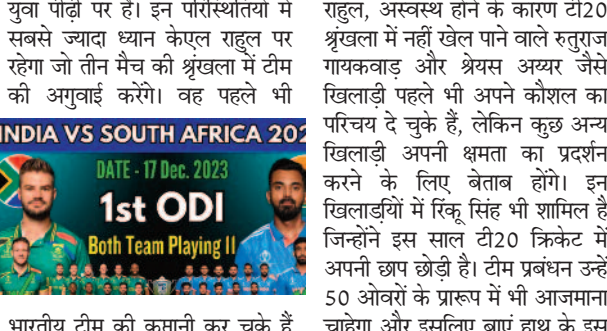 युवा पीढ़ी पर है। इन परिस्थितियों में
सबसे ज्यादा ध्यान केएल राहुल पर
रहेगा जो तीन मैच की श्रृंखला में टीम
की अगुवाई करेंगे। वह पहले भी
INDIA VS SOUTH AFRICA 202
DATE - 17 Dec. 2023
1st ODI
Both Team Playing II
भारतीय टीम की कप्तानी कर चुके हैं
राहुल, अस्वस्थ होने के कारण टी20
श्रृंखला में नहीं खेल पाने वाले रुतुराज
गायकवाड़ और श्रेयस अय्यर जैसे
खिलाड़ी पहले भी अपने कौशल का
परिचय दे चुके हैं, लेकिन कुछ अन्य
खिलाड़ी अपनी क्षमता का प्रदर्शन
करने के लिए बेताब होंगे। इन
खिलाड़ियों में रिंकू सिंह भी शामिल है
जिन्होंने इस साल टी20 क्रिकेट में
अपनी छाप छोड़ी है। टीम प्रबंधन उन्हें
50 ओवरों के प्रारूप में भी आजमाना
चाहेगा और इसलिए बाएं हाथ के इस